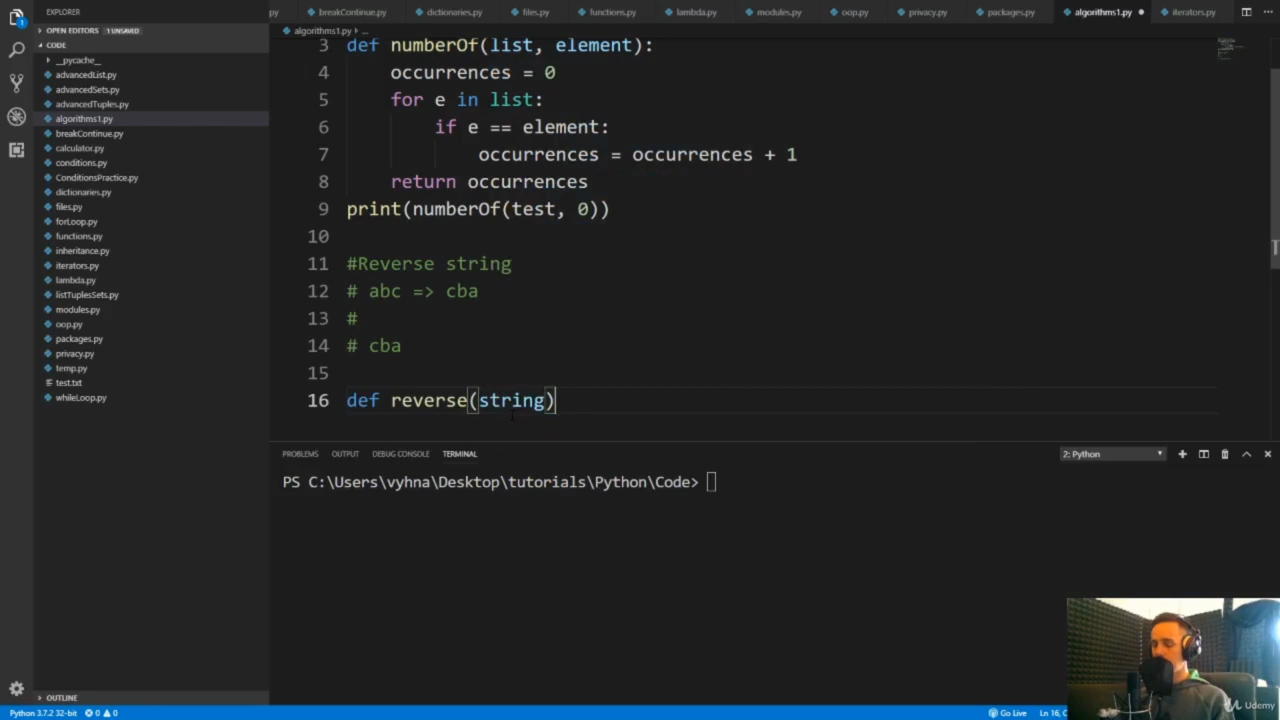 EXPLORER
py
breakContinue.py
dictionaries.py
files.py
functions.py
lambda.py
modules.py
oop.py
privacy.py
packages.py
algorithms1.py
iterators.py
OPEN EDITORS 1 UNSAVED
CODE
__pycache__
advancedList.py
advancedSets.py
advancedTuples.py
algorithms1.py
breakContinue.py
calculator.py
conditions.py
ConditionsPractice.py
dictionaries.py
files.py
forLoop.py
functions.py
inheritance.py
iterators.py
lambda.py
listTuplesSets.py
modules.py
oop.py
packages.py
privacy.py
temp.py
test.txt
whileLoop.py
OUTLINE
algorithms1.py > ...
3 def numberOf(list, element):
4 occurrences = 0
5 for e in list:
6 if e == element:
7 occurrences = occurrences + 1
8 return occurrences
9 print(numberOf(test, 0))
10
11 #Reverse string
12 # abc => cba
13 #
14 # cba
15
16 def reverse(string)
PROBLEMS OUTPUT DEBUG CONSOLE TERMINAL 2: Python
PS C:\Users\vyhna\Desktop\tutorials\Python\Code>
Udemy
Python 3.7.2 32-bit 0 0 Go Live Ln 16,